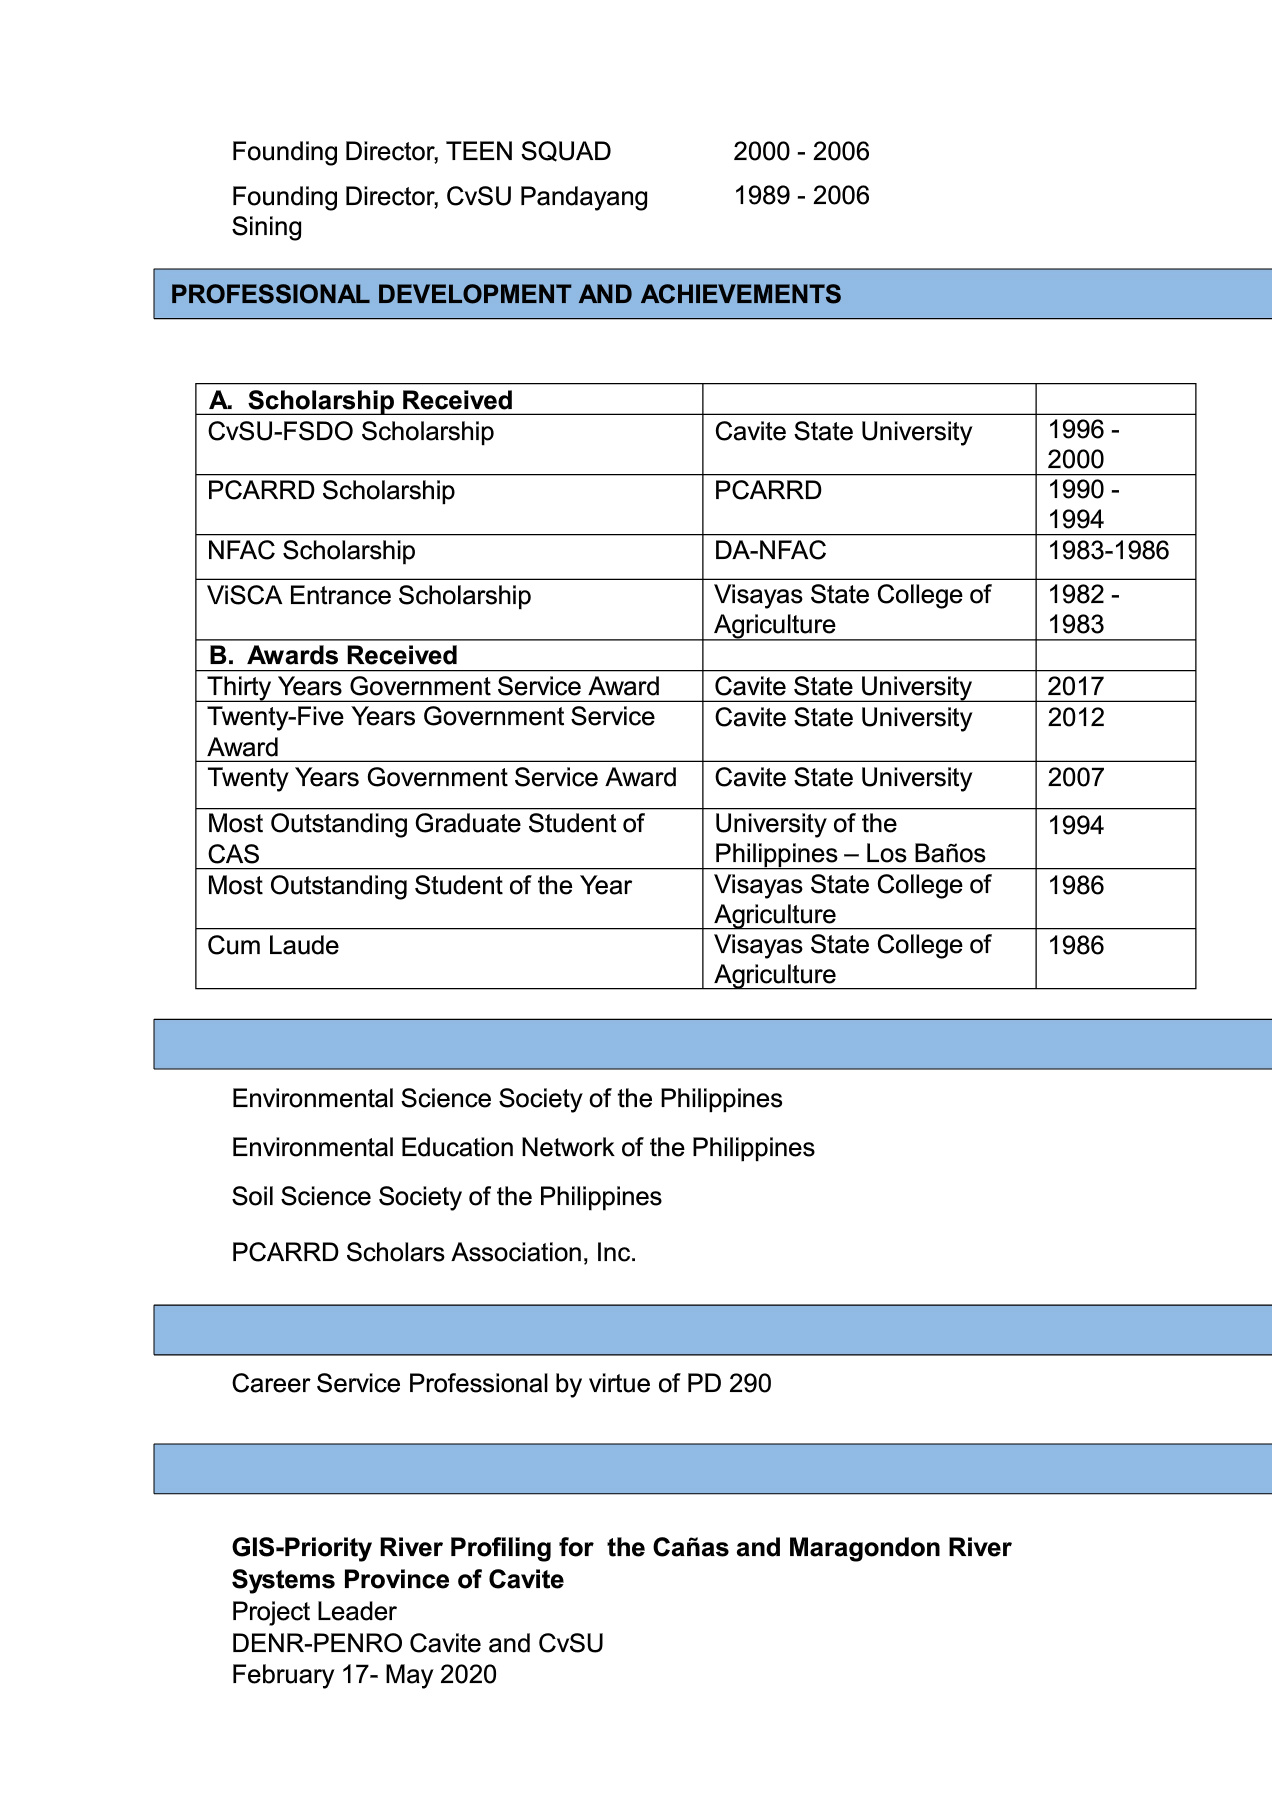 Founding Director, TEEN SQUAD 2000 - 2006
Founding Director, CvSU Pandayang 1989 - 2006
Sining
PROFESSIONAL DEVELOPMENT AND ACHIEVEMENTS
A. Scholarship Received
CvSU-FSDO Scholarship Cavite State University 1996 -
2000
PCARRD Scholarship PCARRD 1990 -
1994
NFAC Scholarship DA-NFAC 1983-1986
ViSCA Entrance Scholarship Visayas State College of 1982 -
Agriculture 1983
B. Awards Received
Thirty Years Government Service Award Cavite State University 2017
Twenty-Five Years Government Service Cavite State University 2012
Award
Twenty Years Government Service Award Cavite State University 2007
Most Outstanding Graduate Student of University of the 1994
CAS Philippines – Los Baños
Most Outstanding Student of the Year Visayas State College of 1986
Agriculture
Cum Laude Visayas State College of 1986
Agriculture
Environmental Science Society of the Philippines
Environmental Education Network of the Philippines
Soil Science Society of the Philippines
PCARRD Scholars Association, Inc.
Career Service Professional by virtue of PD 290
GIS-Priority River Profiling for the Cañas and Maragondon River
Systems Province of Cavite
Project Leader
DENR-PENRO Cavite and CvSU
February 17- May 2020